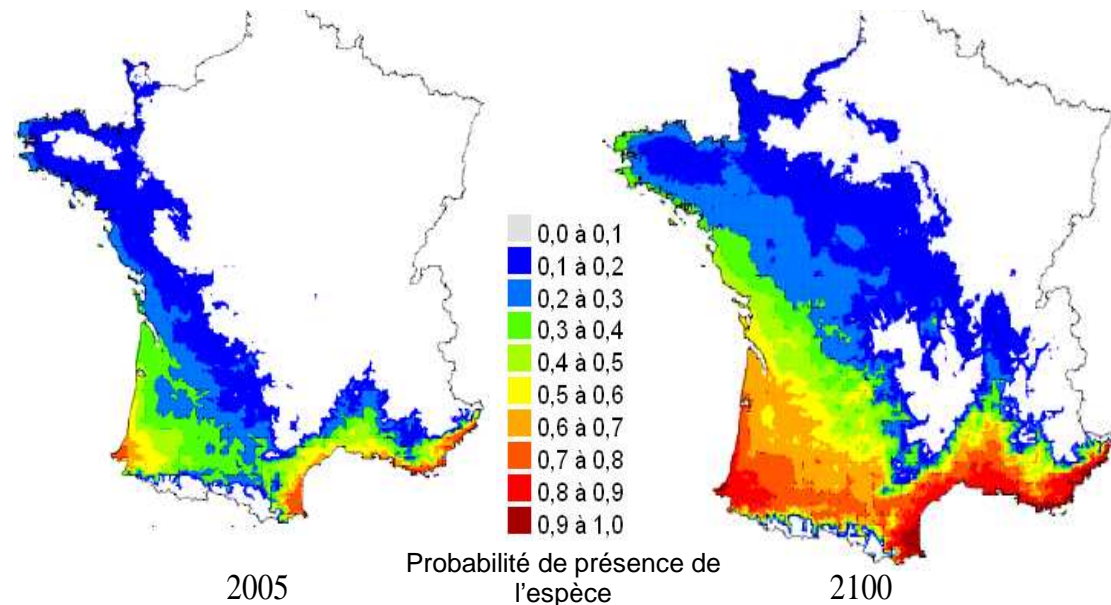 0,0 à 0,1
0,1 à 0,2
0,2 à 0,3
0,3 à 0,4
0,4 à 0,5
0,5 à 0,6
0,6 à 0,7
0,7 à 0,8
0,8 à 0,9
0,9 à 1,0
Probabilité de présence de
l'espèce
2005
2100